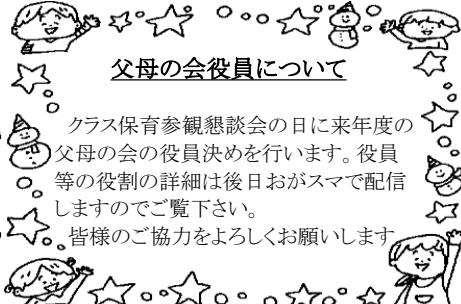 父母の会役員について
クラス保育参観懇談会の日に来年度の
父母の会の役員決めを行います。役員
等の役割の詳細は後日おがスマで配信
しますのでご覧下さい。
皆様のご協力をよろしくお願いします